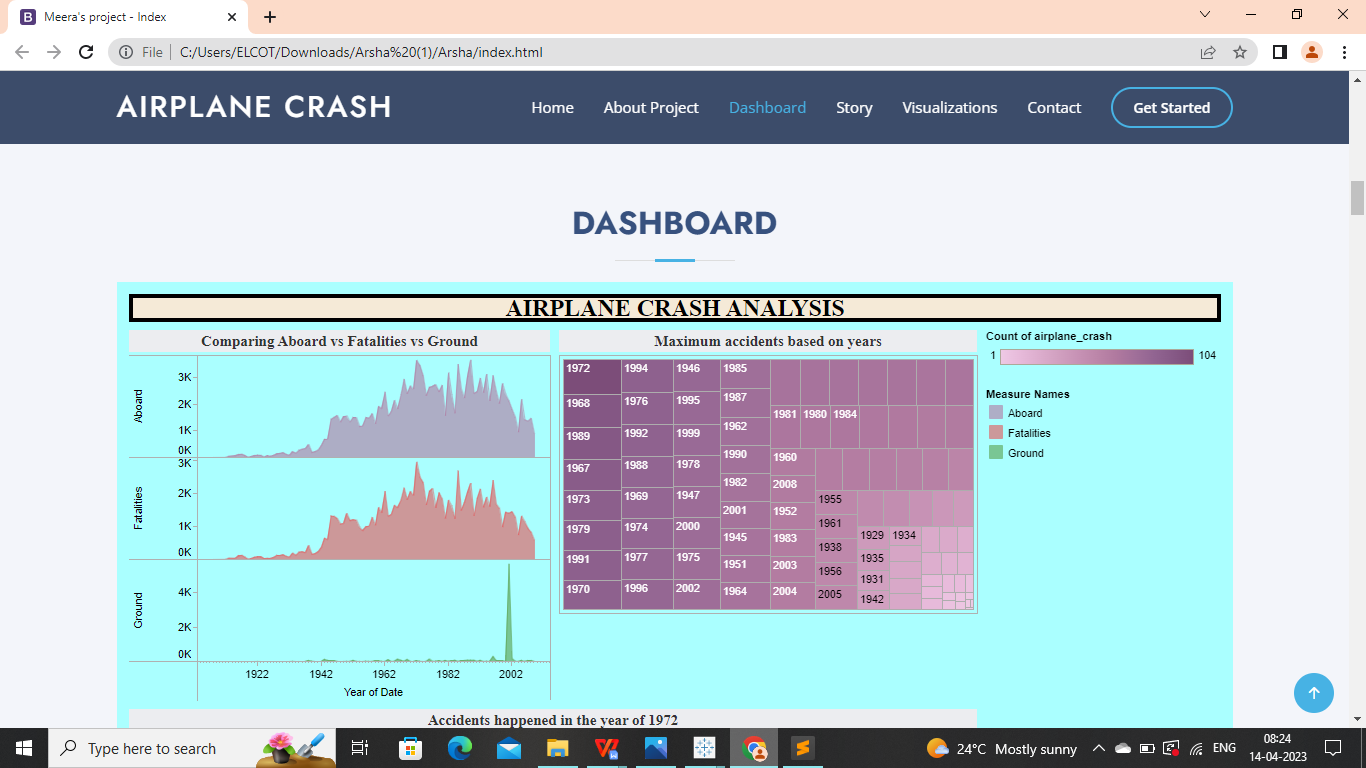 Meera's project - Index
File
C:/Users/ELCOT/Downloads/Arsha%20(1)/Arsha/index.html
AIRPLANE CRASH
Home
About Project
Dashboard
Story
Visualizations
Contact
Get Started
DASHBOARD
AIRPLANE CRASH ANALYSIS
Comparing Aboard vs Fatalities vs Ground
Aboard
3K
2K
1K
0K
Fatalities
3K
2K
1K
0K
Ground
4K
2K
0K
1922 1942 1962 1982 2002
Year of Date
Maximum accidents based on years
1972
1968
1989
1967
1973
1979
1991
1970
1994
1976
1992
1988
1969
1974
1977
1996
1946
1995
1999
1978
1947
2000
1975
2002
1985
1987
1962
1990
1982
2001
1945
1951
1964
1981 1980 1984
1960
2008
1952
1983
2003
2004
1955
1961
1938
1956
2005
1929
1935
1931
1942
1934
Count of airplane_crash
1 104
Measure Names
Aboard
Fatalities
Ground
Accidents happened in the year of 1972
Type here to search
24°C Mostly sunny
ENG
08:24
14-04-2023